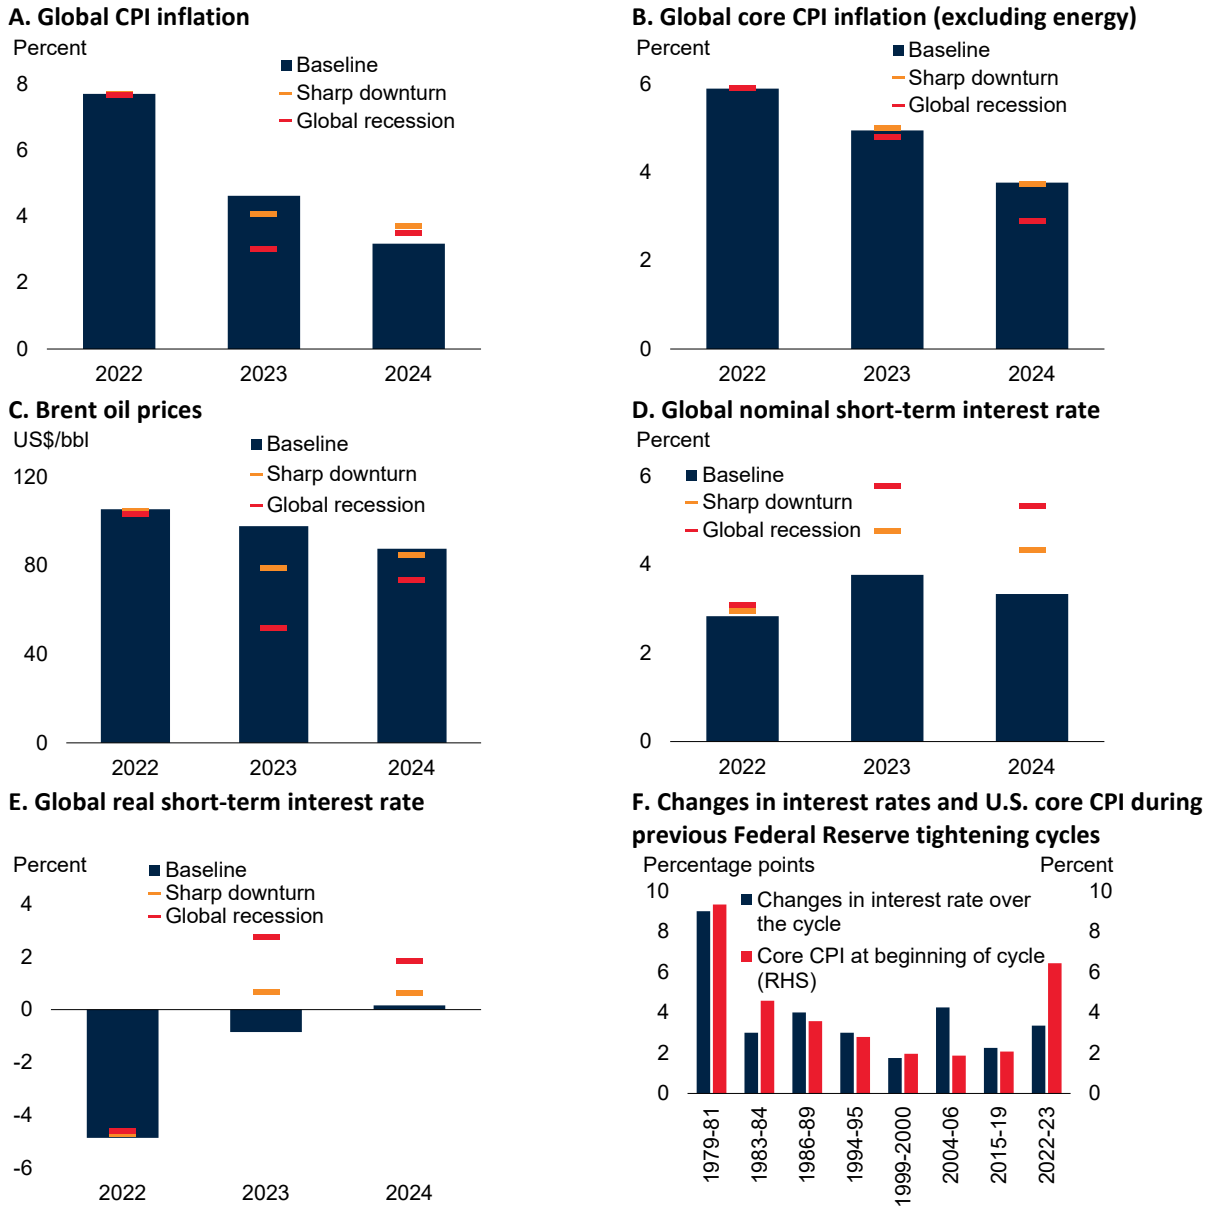 A. Global CPI inflation
Percent
Baseline
Sharp downturn
Global recession
8
6
4
2
0
2022 2023 2024
B. Global core CPI inflation (excluding energy)
Percent
Baseline
Sharp downturn
Global recession
6
4
2
0
2022 2023 2024
C. Brent oil prices
US$/bbl
Baseline
Sharp downturn
Global recession
120
80
40
0
2022 2023 2024
D. Global nominal short-term interest rate
Percent
Baseline
Sharp downturn
Global recession
6
4
2
0
2022 2023 2024
E. Global real short-term interest rate
Percent
Baseline
Sharp downturn
Global recession
4
2
0
-2
-4
-6
2022 2023 2024
F. Changes in interest rates and U.S. core CPI during
previous Federal Reserve tightening cycles
Percentage points Percent
Changes in interest rate over
the cycle
Core CPI at beginning of cycle
(RHS)
10 10
8 8
6 6
4 4
2 2
0 0
1979-81
1983-84
1986-89
1994-95
1999-2000
2004-06
2015-19
2022-23